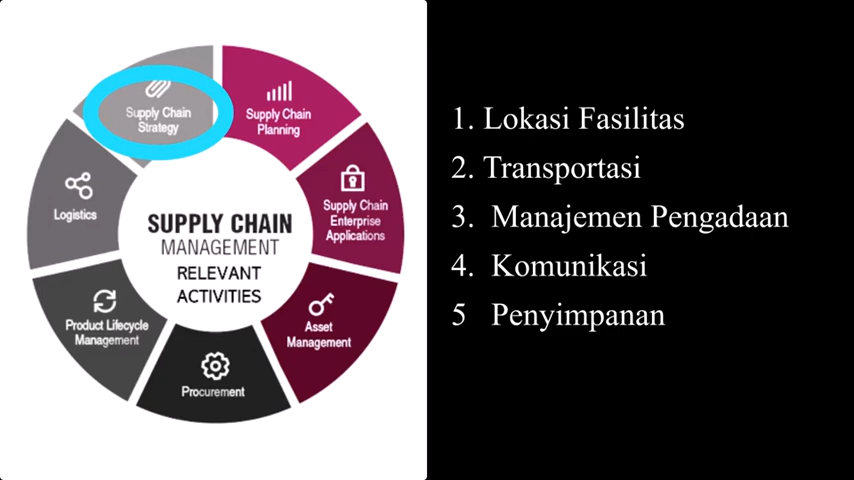 Supply Chain
Strategy
Supply Chain
Planning
Supply Chain
Enterprise
Applications
Asset
Management
Procurement
Product Lifecycle
Management
Logistics
SUPPLY CHAIN
MANAGEMENT
RELEVANT
ACTIVITIES
1. Lokasi Fasilitas
2. Transportasi
3. Manajemen Pengadaan
4. Komunikasi
5 Penyimpanan